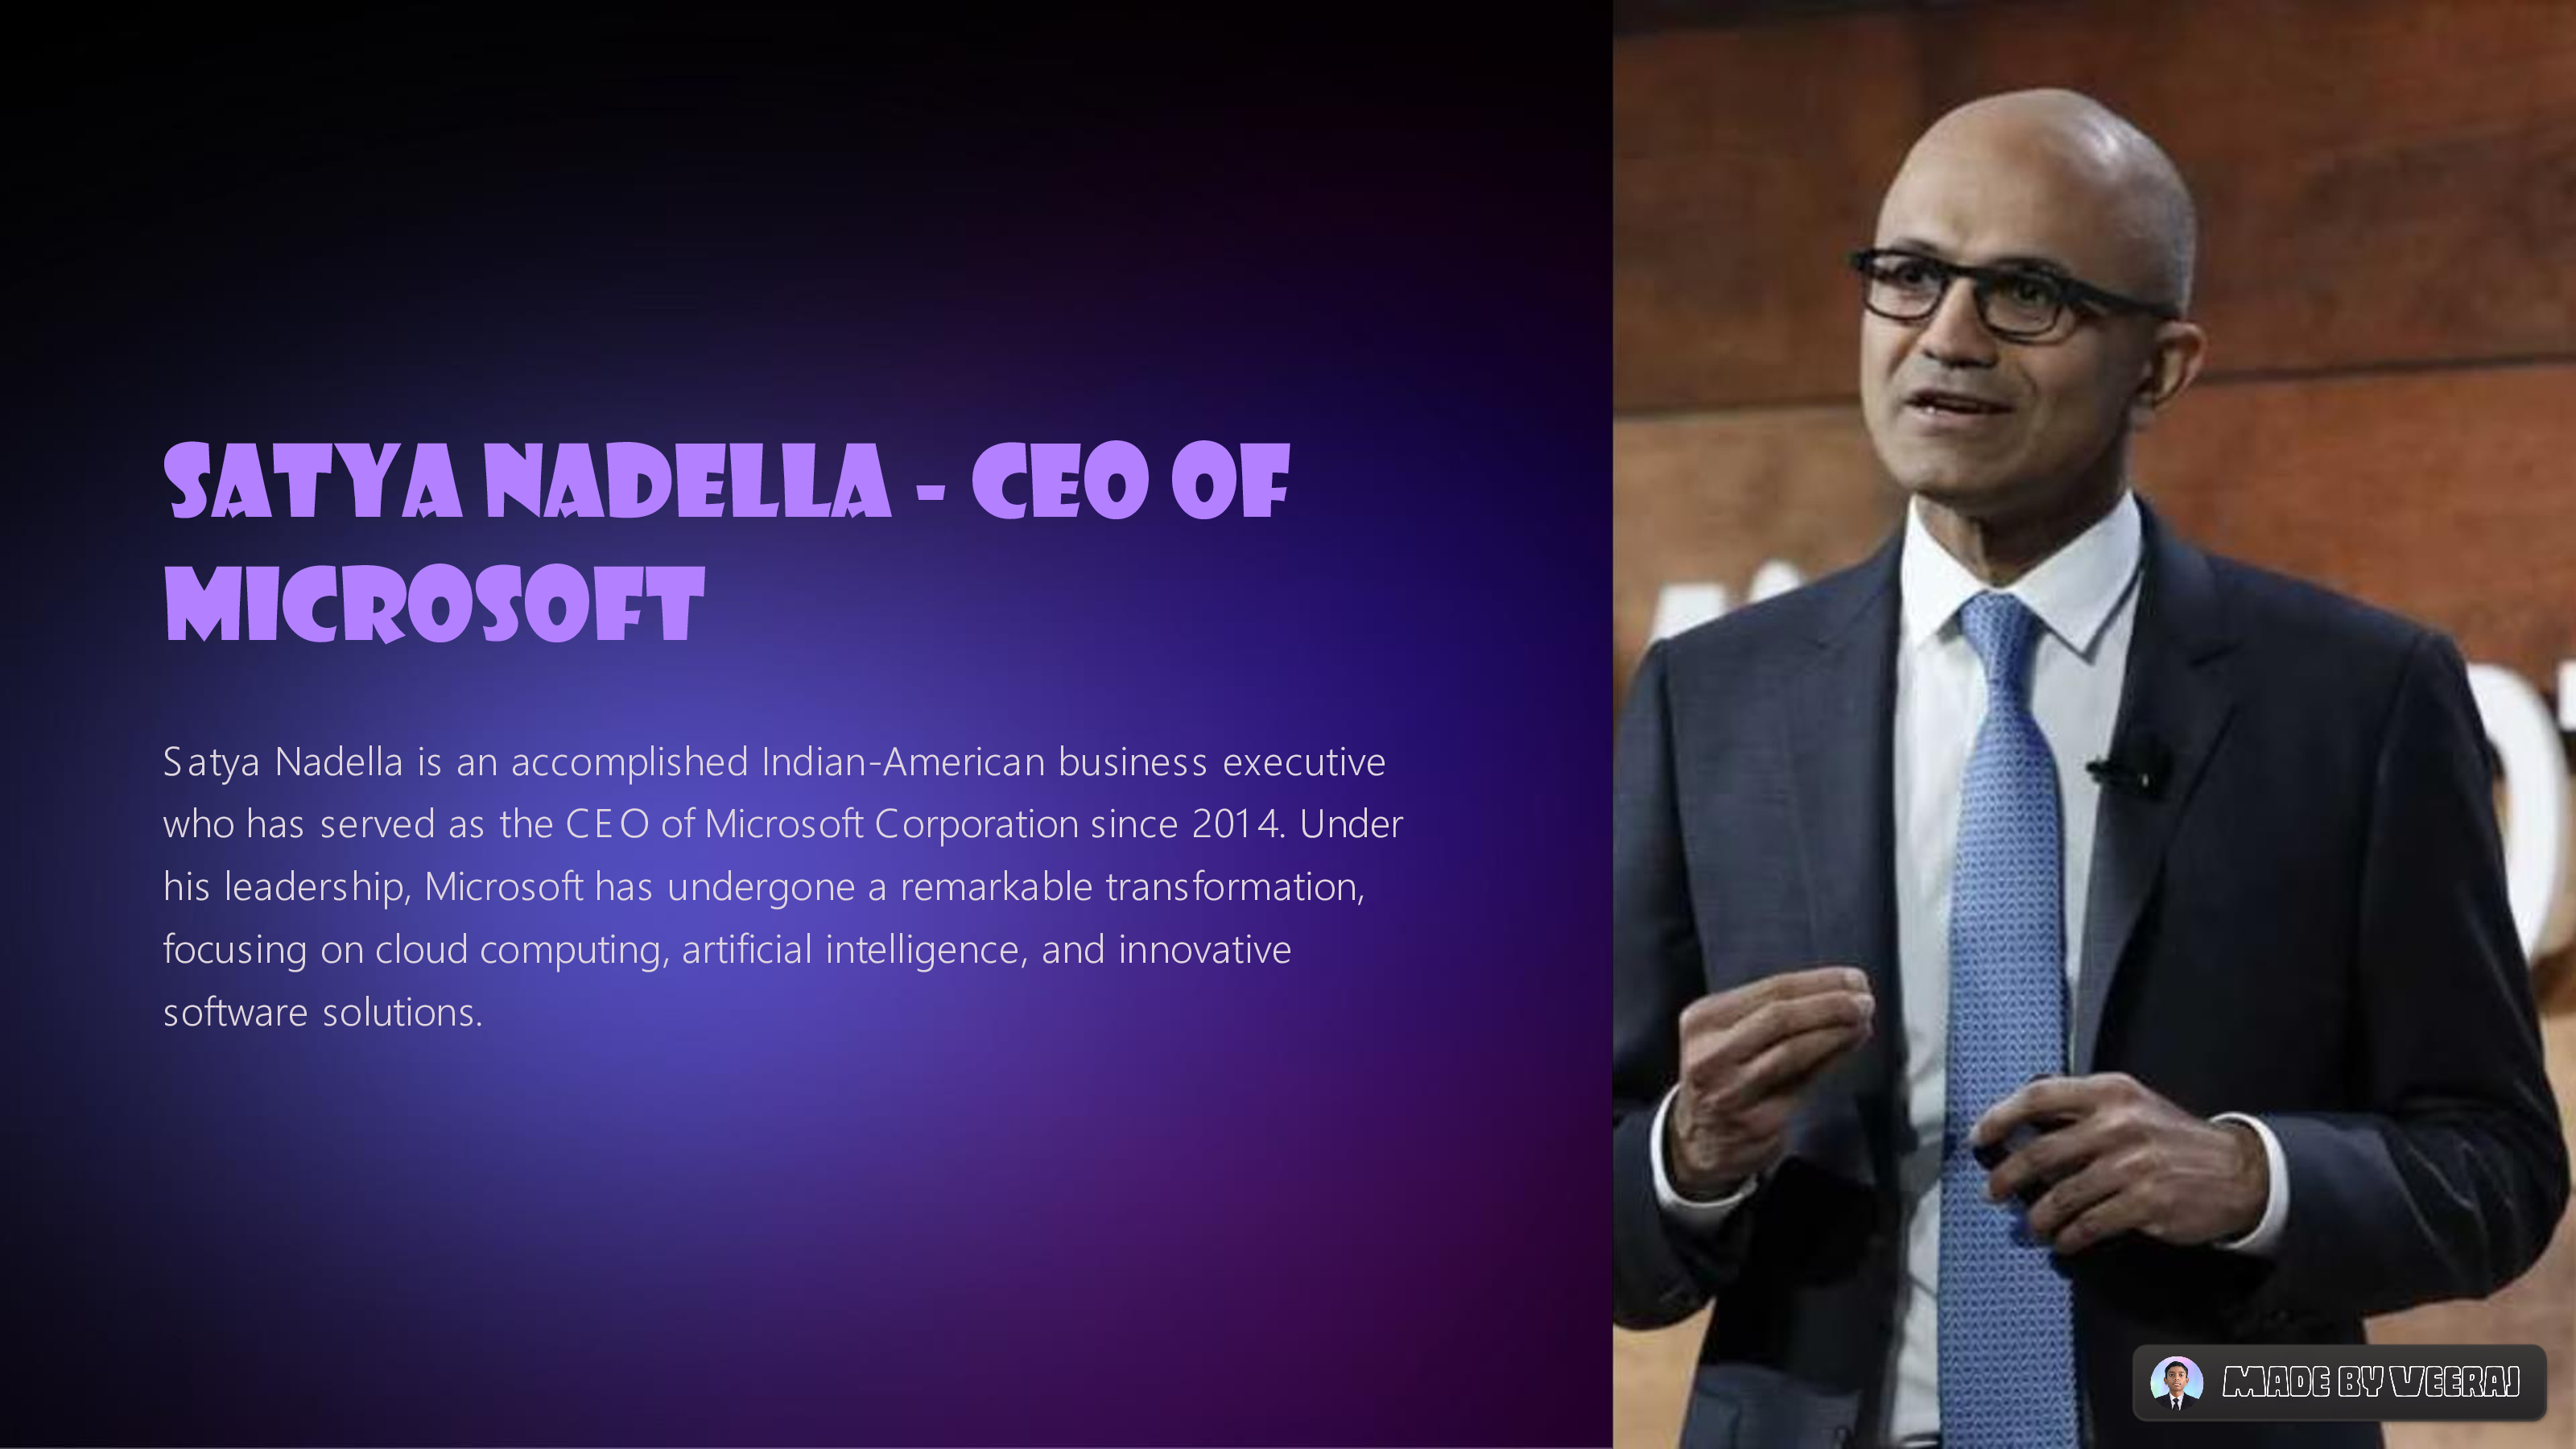 SATYA NADELLA - CEO OF
MICROSOFT
Satya Nadella is an accomplished Indian-American business executive
who has served as the CEO of Microsoft Corporation since 2014. Under
his leadership, Microsoft has undergone a remarkable transformation,
focusing on cloud computing, artificial intelligence, and innovative
software solutions.
MADE BY VEERAJ